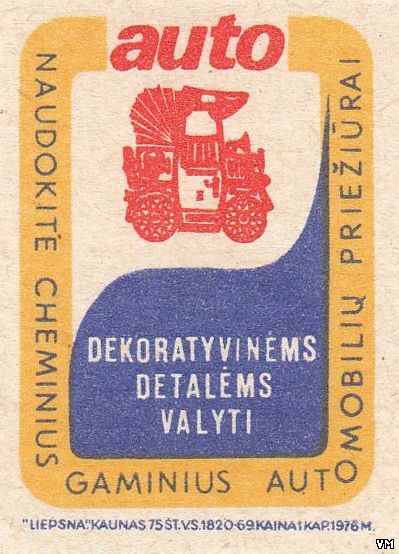 auto
NAUDOKITE CHEMINIUS GAMINIUS AUTOMOBILIŲ PRIEŽIŪRAI
DEKORATYVINĖMS
DETALĖMS
VALYTI
"LIEPSNA" KAUNAS 75 ŠT. V.S. 1820-69. KAINA 1 KAP. 1976 M.
VM